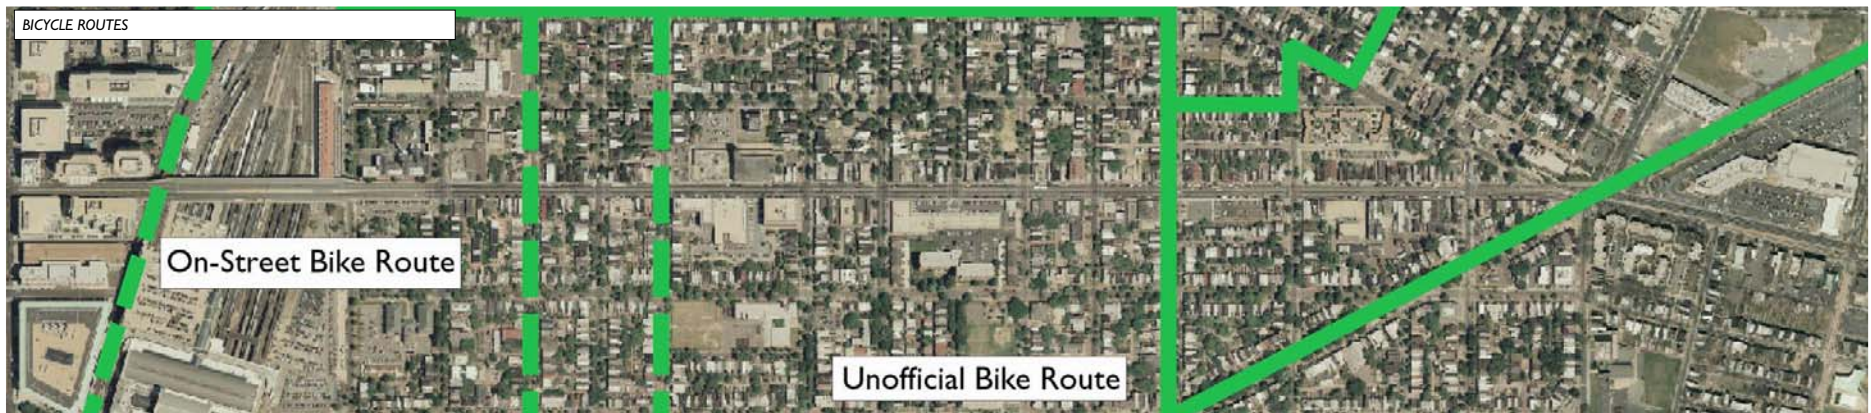 BICYCLE ROUTES
On-Street Bike Route
Unofficial Bike Route